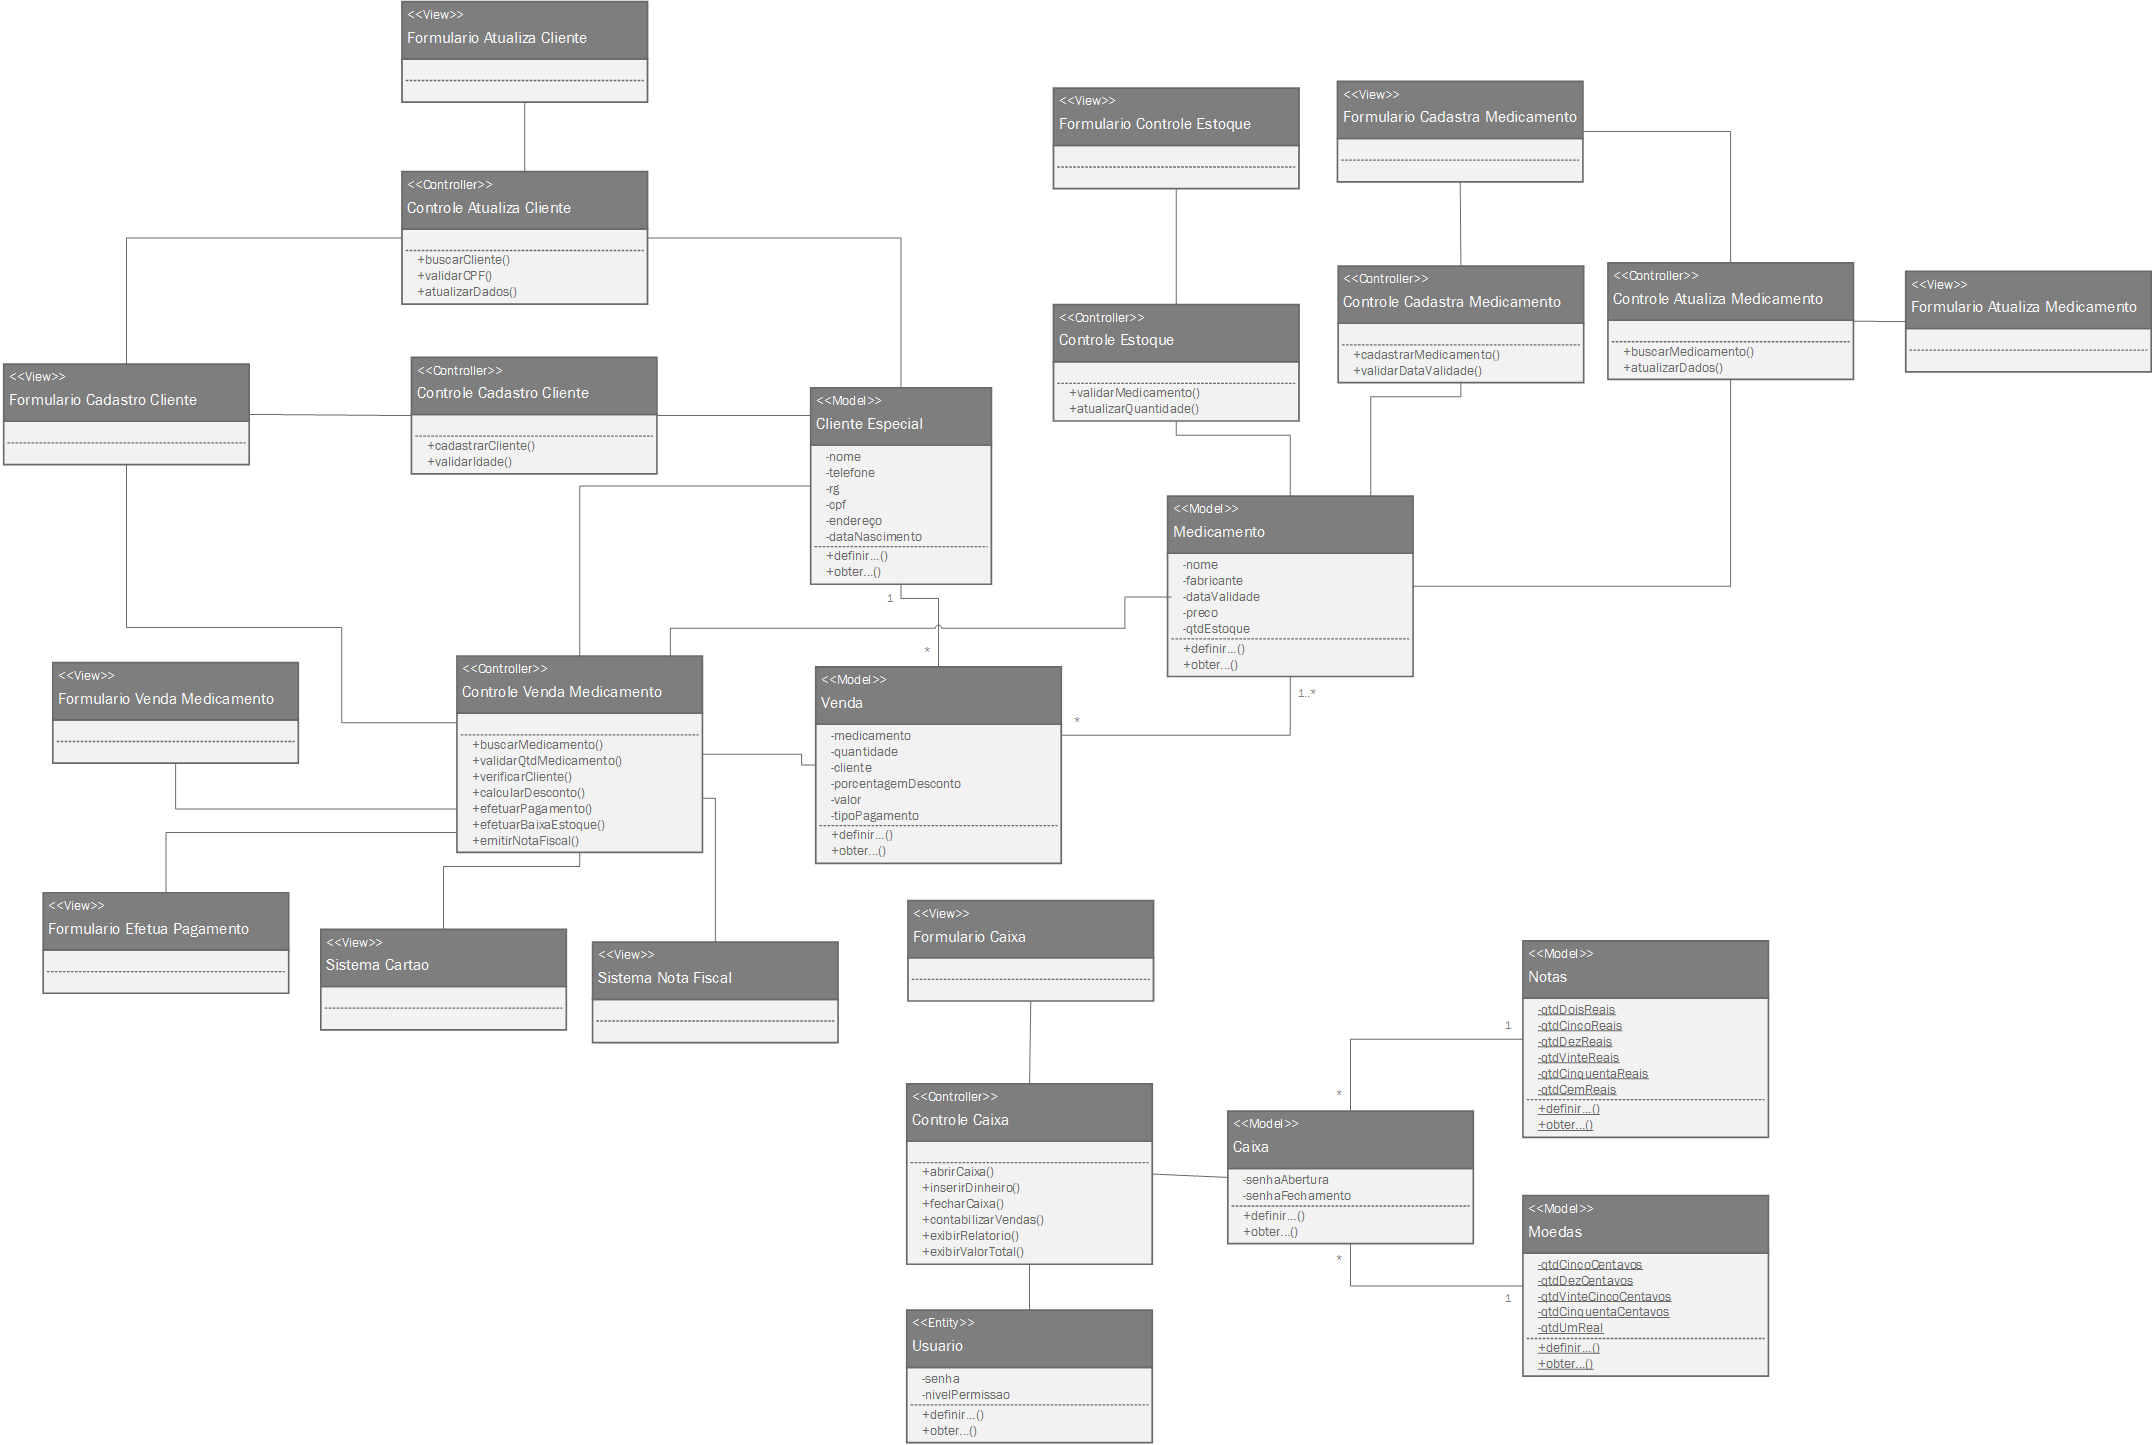 <<View>>
Formulario Atualiza Cliente
<<Controller>>
Controle Atualiza Cliente
+buscarCliente()
+validarCPF()
+atualizarDados()
<<View>>
Formulario Cadastro Cliente
<<Controller>>
Controle Cadastro Cliente
+cadastrarCliente()
+validarIdade()
<<Model>>
Cliente Especial
-nome
-telefone
-rg
-cpf
-endereço
-dataNascimento
+definir...()
+obter...()
1
*
<<View>>
Formulario Controle Estoque
<<Controller>>
Controle Estoque
+validarMedicamento()
+atualizarQuantidade()
<<View>>
Formulario Cadastra Medicamento
<<Controller>>
Controle Cadastra Medicamento
+cadastrarMedicamento()
+validarDataValidade()
<<Controller>>
Controle Atualiza Medicamento
+buscarMedicamento()
+atualizarDados()
<<View>>
Formulario Atualiza Medicamento
<<Model>>
Medicamento
-nome
-fabricante
-dataValidade
-preco
-qtdEstoque
+definir...()
+obter...()
1..*
*
<<View>>
Formulario Venda Medicamento
<<Controller>>
Controle Venda Medicamento
+buscarMedicamento()
+validarQtdMedicamento()
+verificarCliente()
+calcularDesconto()
+efetuarPagamento()
+efetuarBaixaEstoque()
+emitirNotaFiscal()
<<Model>>
Venda
-medicamento
-quantidade
-cliente
-porcentagemDesconto
-valor
-tipoPagamento
+definir...()
+obter...()
<<View>>
Formulario Efetua Pagamento
<<View>>
Sistema Cartao
<<View>>
Sistema Nota Fiscal
<<View>>
Formulario Caixa
<<Controller>>
Controle Caixa
+abrirCaixa()
+inserirDinheiro()
+fecharCaixa()
+contabilizarVendas()
+exibirRelatorio()
+exibirValorTotal()
<<Entity>>
Usuario
-senha
-nivelPermissao
+definir...()
+obter...()
<<Model>>
Caixa
-senhaAbertura
-senhaFechamento
+definir...()
+obter...()
*
1
*
1
<<Model>>
Notas
-qtdDoisReais
-qtdCincoReais
-qtdDezReais
-qtdVinteReais
-qtdCinquentaReais
-qtdCemReais
+definir...()
+obter...()
<<Model>>
Moedas
-qtdCincoCentavos
-qtdDezCentavos
-qtdVinteCincoCentavos
-qtdCinquentaCentavos
-qtdUmReal
+definir...()
+obter...()